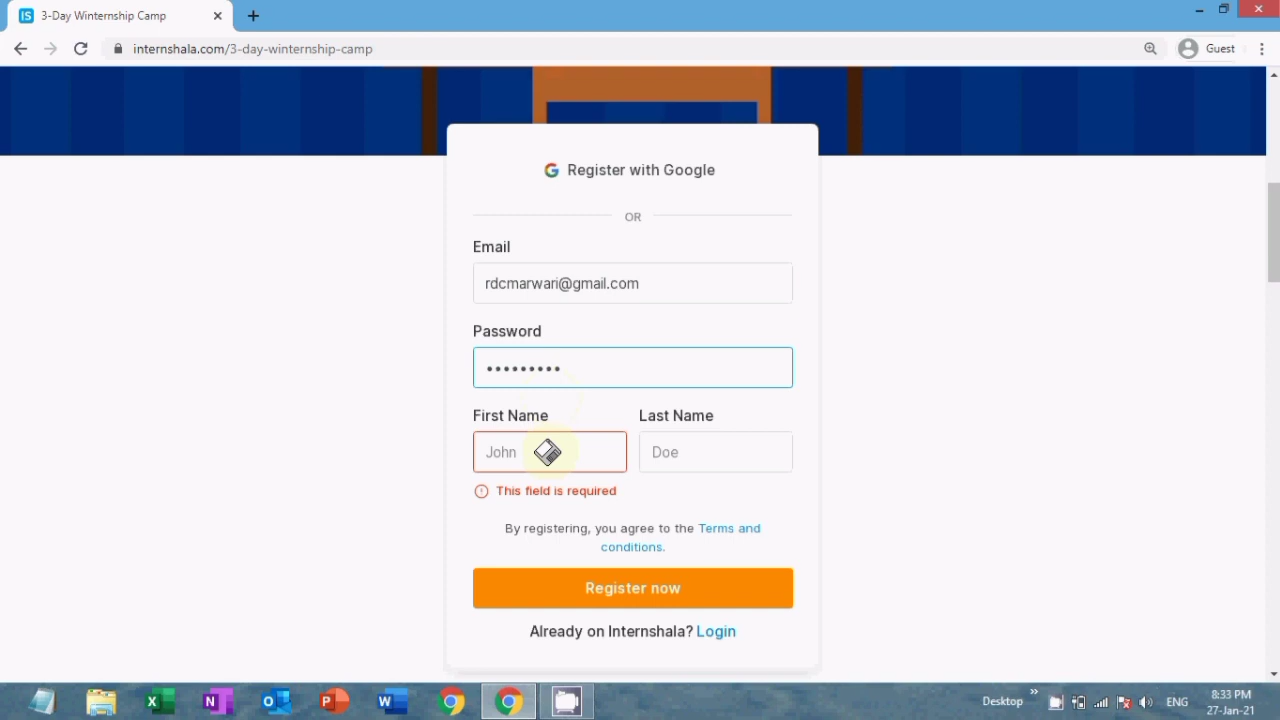 3-Day Winternship Camp
internshala.com/3-day-winternship-camp
Guest
Register with Google
OR
Email
rdcmarwari@gmail.com
Password
•••••••••
First Name Last Name
John Doe
This field is required
By registering, you agree to the Terms and
conditions.
Register now
Already on Internshala? Login
Desktop
ENG
8:33 PM
27-Jan-21